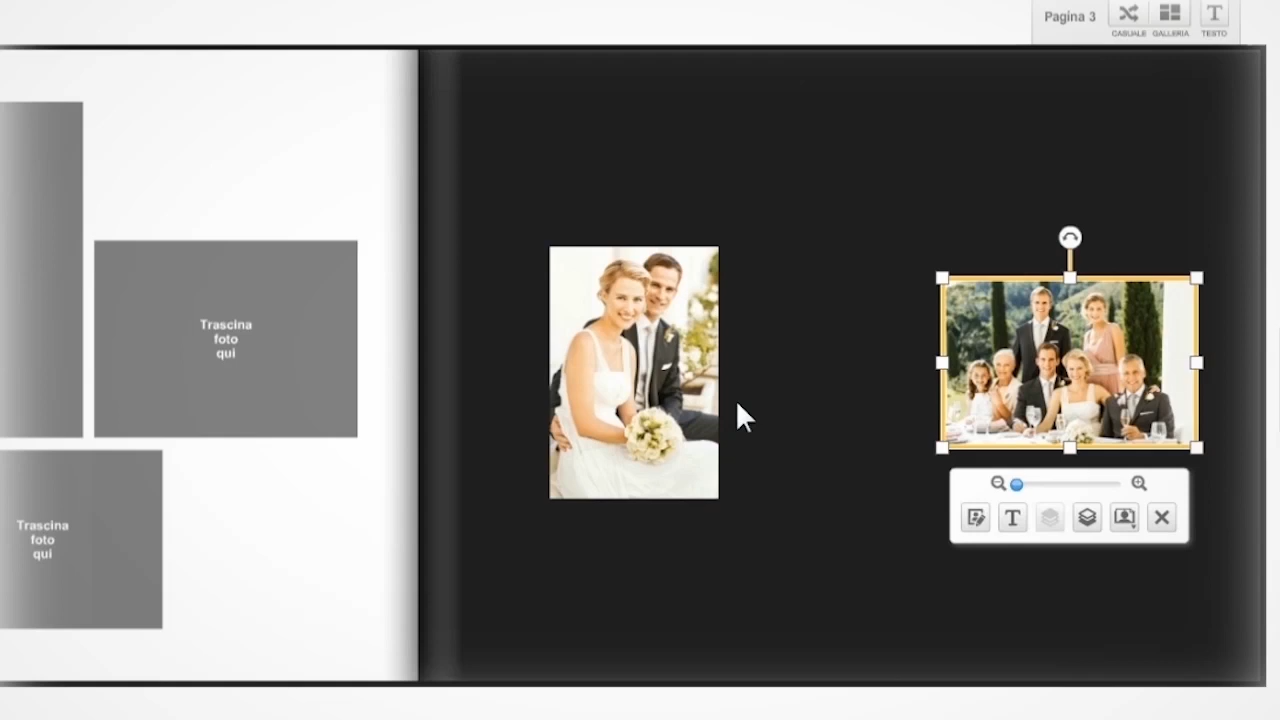 Pagina 3
CASUALE GALLERIA TESTO
Trascina
foto
qui
Trascina
foto
qui